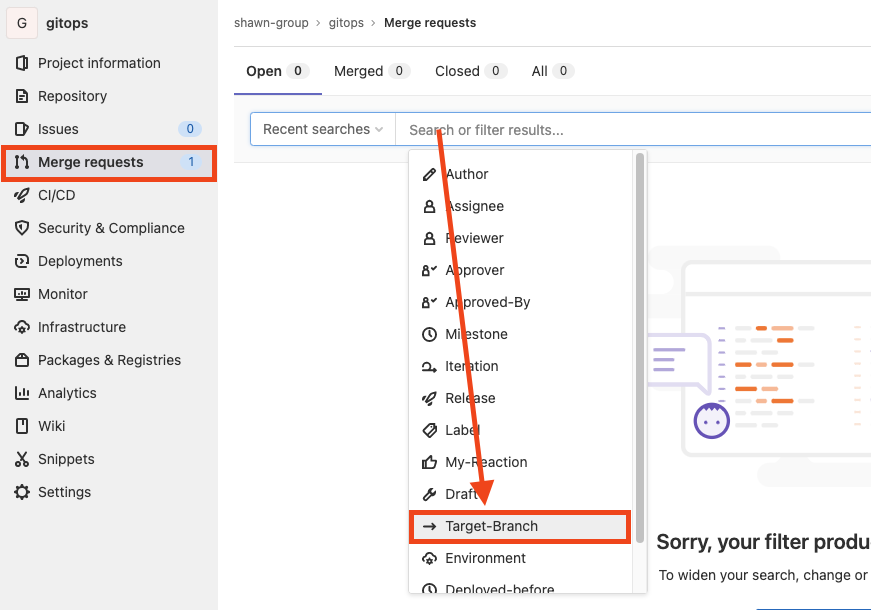 G gitops
Project information
Repository
Issues 0
Merge requests 1
CI/CD
Security & Compliance
Deployments
Monitor
Infrastructure
Packages & Registries
Analytics
Wiki
Snippets
Settings
shawn-group › gitops › Merge requests
Open 0 Merged 0 Closed 0 All 0
Recent searches Search or filter results...
Author
Assignee
Reviewer
Approver
Approved-By
Milestone
Iteration
Release
Label
My-Reaction
Draft
Target-Branch
Environment
Deployed-before
Sorry, your filter produ
To widen your search, change or